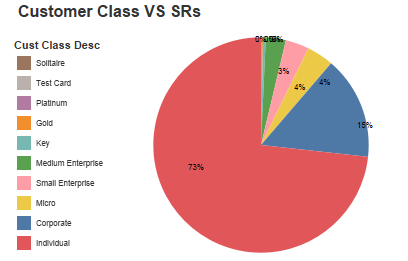 Customer Class VS SRs
Cust Class Desc
Solitaire
Test Card
Platinum
Gold
Key
Medium Enterprise
Small Enterprise
Micro
Corporate
Individual
3%
4%
4%
15%
73%